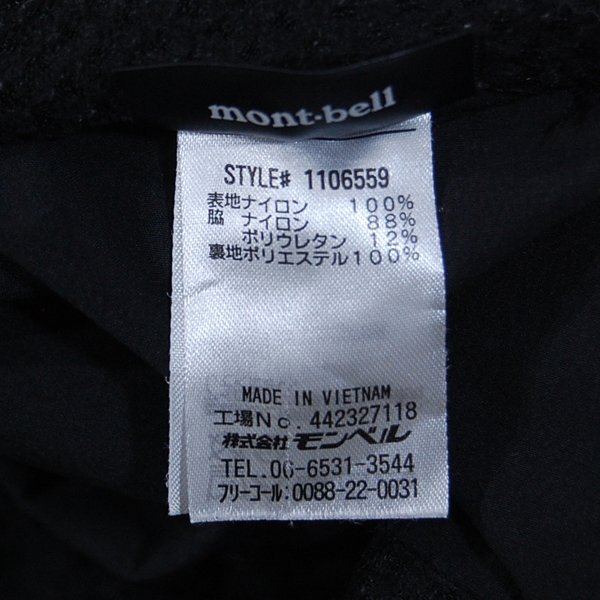 mont-bell
STYLE# 1106559
表地ナイロン 100%
脇 ナイロン 88%
ポリウレタン 12%
裏地ポリエステル100%
MADE IN VIETNAM
工場No. 442327118
株式会社 モンベル
TEL.06-6531-3544
フリーコール:0088-22-0031